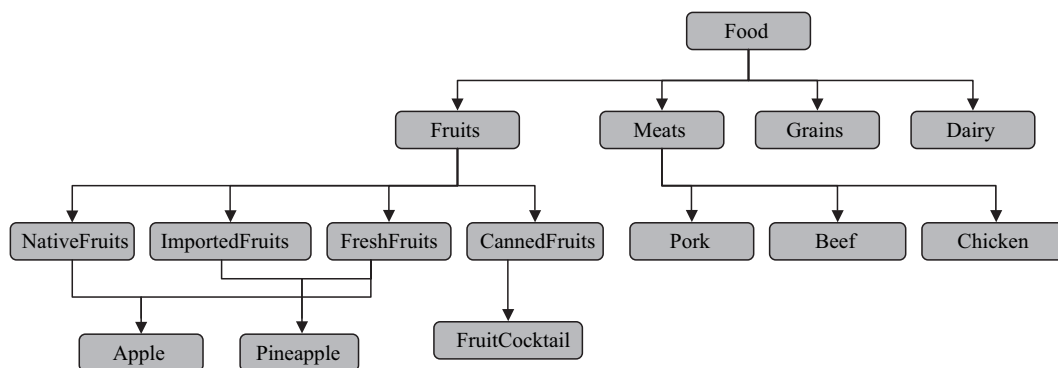 Food
Fruits
Meats
Grains
Dairy
NativeFruits
ImportedFruits
FreshFruits
CannedFruits
Pork
Beef
Chicken
Apple
Pineapple
FruitCocktail